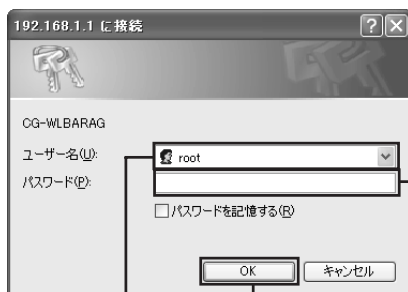 192.168.1.1 に接続
CG-WLBARAG
ユーザー名(U):
root
パスワード(P):
パスワードを記憶する(R)
OK
キャンセル